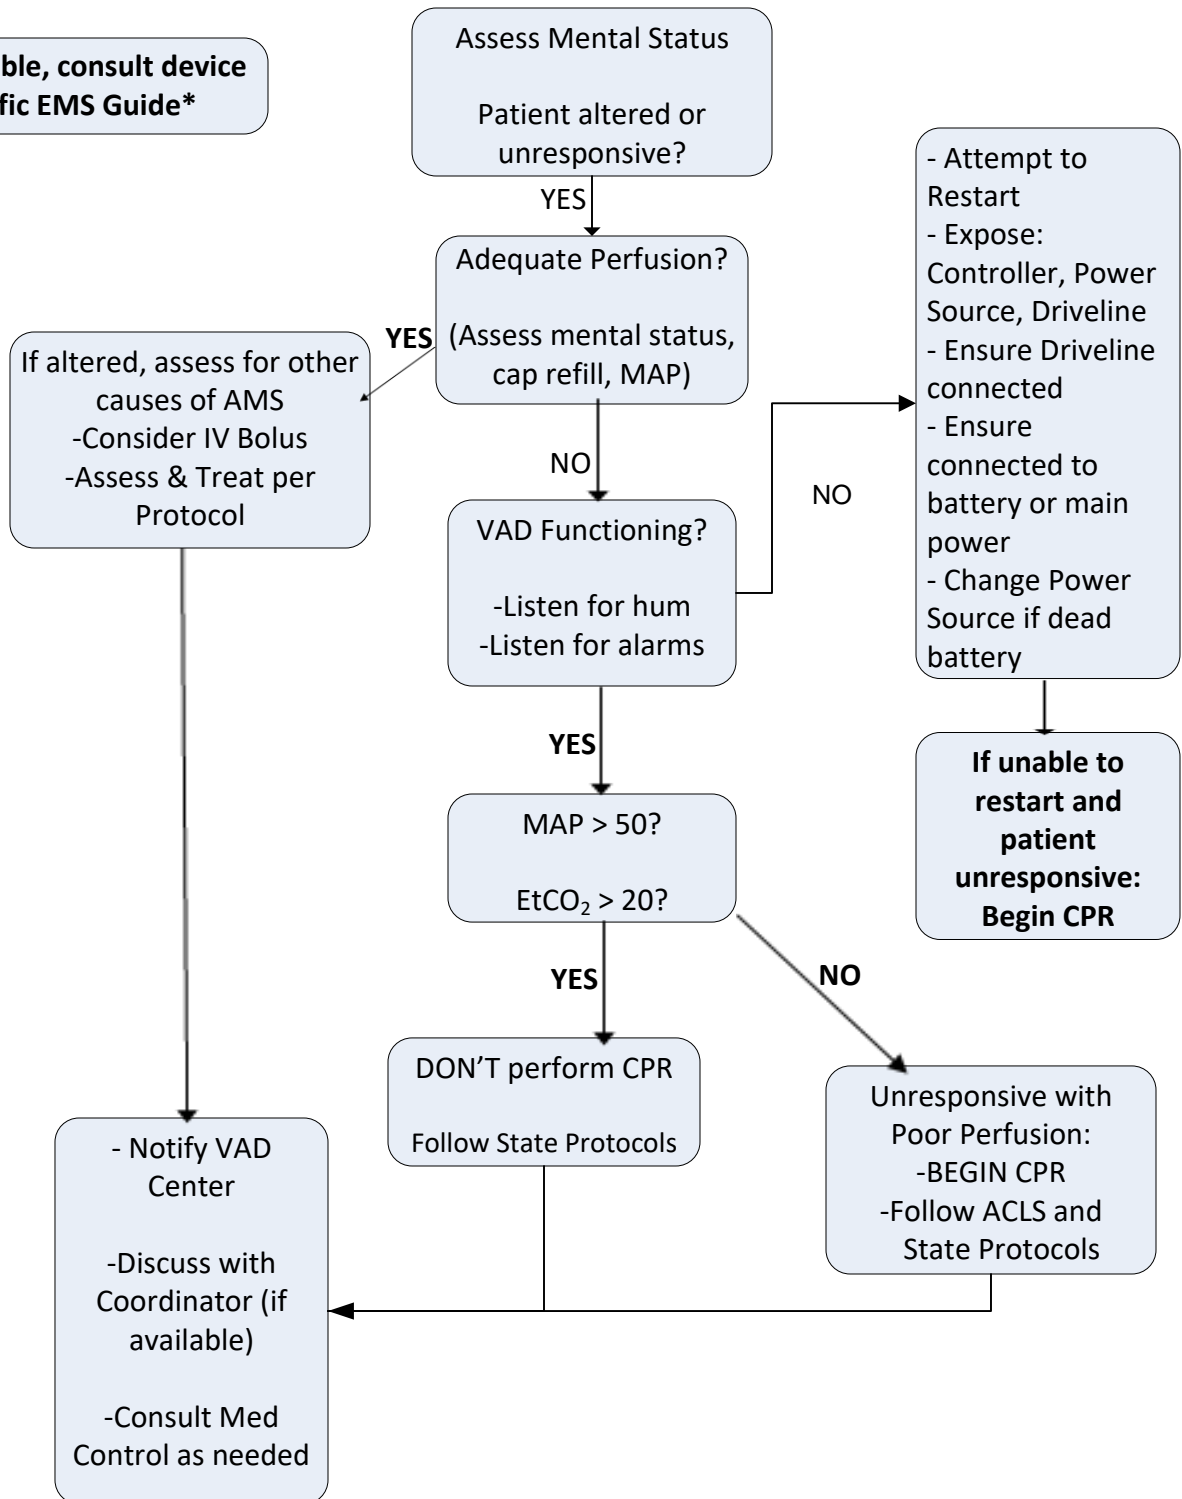 Assess Mental Status
Patient altered or
unresponsive?
ble, consult device
fic EMS Guide*
YES
Adequate Perfusion?
(Assess mental status,
cap refill, MAP)
YES
If altered, assess for other
causes of AMS
-Consider IV Bolus
-Assess & Treat per
Protocol
NO
VAD Functioning?
-Listen for hum
-Listen for alarms
NO
- Attempt to
Restart
- Expose:
Controller, Power
Source, Driveline
- Ensure Driveline
connected
- Ensure
connected to
battery or main
power
- Change Power
Source if dead
battery
If unable to
restart and
patient
unresponsive:
Begin CPR
YES
MAP > 50?
EtCO₂ > 20?
YES
NO
DON’T perform CPR
Follow State Protocols
Unresponsive with
Poor Perfusion:
-BEGIN CPR
-Follow ACLS and
State Protocols
- Notify VAD
Center
-Discuss with
Coordinator (if
available)
-Consult Med
Control as needed